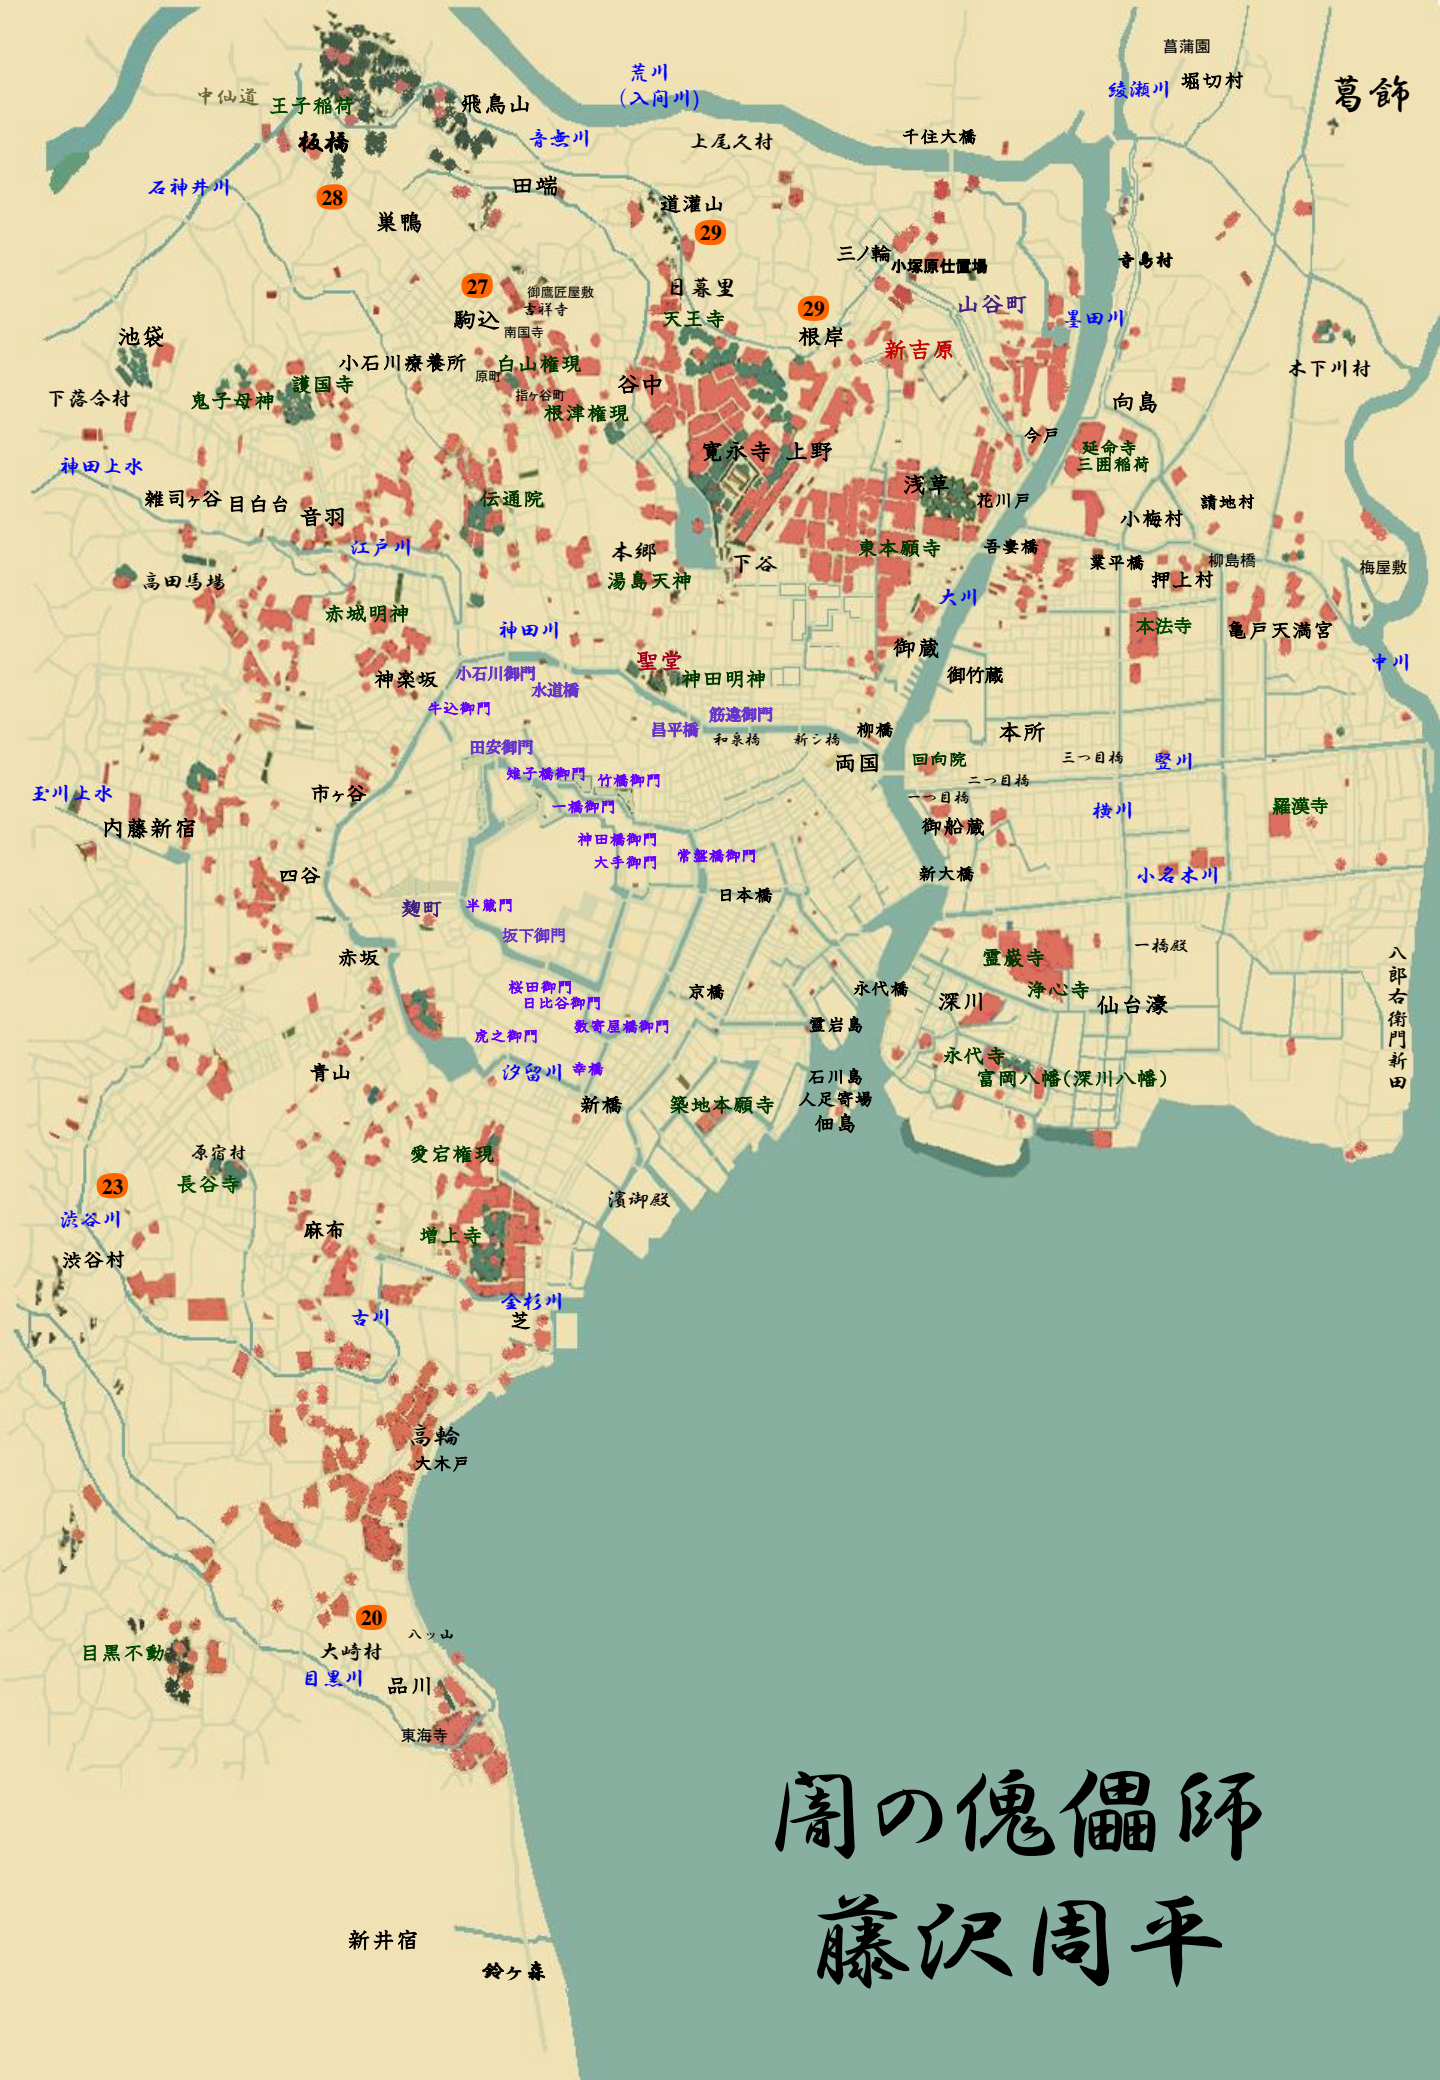 菖蒲園
荒川
(入间川)
綾瀬川
堀切村
葛飾
中仙道
王子稲荷
飛鳥山
板橋
音無川
上尾久村
千住大橋
石神井川
28
田端
道灌山
巣鴨
29
三ノ輪
小塚原仕置場
寺島村
27
御鷹匠屋敷
日暮里
山谷町
吉祥寺
駒込
天王寺
29
墨田川
南国寺
池袋
根岸
新吉原
小石川療養所
白山権現
木下川村
原町
護国寺
谷中
下落合村
鬼子母神
指ヶ谷町
根津権現
向島
今戸
寛永寺
上野
延命寺
三囲稲荷
神田上水
浅草
雑司ヶ谷
目白台
伝通院
花川戸
請地村
音羽
小梅村
江戸川
本郷
東本願寺
吾妻橋
下谷
業平橋
柳島橋
梅屋敷
高田馬場
湯島天神
押上村
大川
赤城明神
神田川
本法寺
亀戸天満宮
御蔵
聖堂
中川
神楽坂
小石川御門
神田明神
御竹蔵
水道橋
牛込御門
筋違御門
昌平橋
和泉橋
新シ橋
柳橋
本所
田安御門
両国
回向院
三つ目橋
竪川
雉子橋御門
竹橋御門
二つ目橋
玉川上水
市ヶ谷
一橋御門
一つ目橋
横川
羅漢寺
内藤新宿
神田橋御門
御船蔵
大手御門
常盤橋御門
四谷
新大橋
小名木川
日本橋
麹町
半蔵門
坂下御門
一橋殿
赤坂
霊巌寺
八郎右衛門新田
桜田御門
京橋
永代橋
浄心寺
日比谷御門
深川
仙台濠
数寄屋橋御門
霊岩島
虎之御門
永代寺
青山
汐留川
幸橋
石川島
富岡八幡(深川八幡)
人足寄場
新橋
築地本願寺
佃島
原宿村
愛宕権現
長谷寺
23
濱御殿
渋谷川
麻布
増上寺
渋谷村
金杉川
古川
芝
高輪
大木戸
20
八ッ山
目黒不動
大崎村
目黒川
品川
東海寺
闇の傀儡師
藤沢周平
新井宿
鈴ヶ森